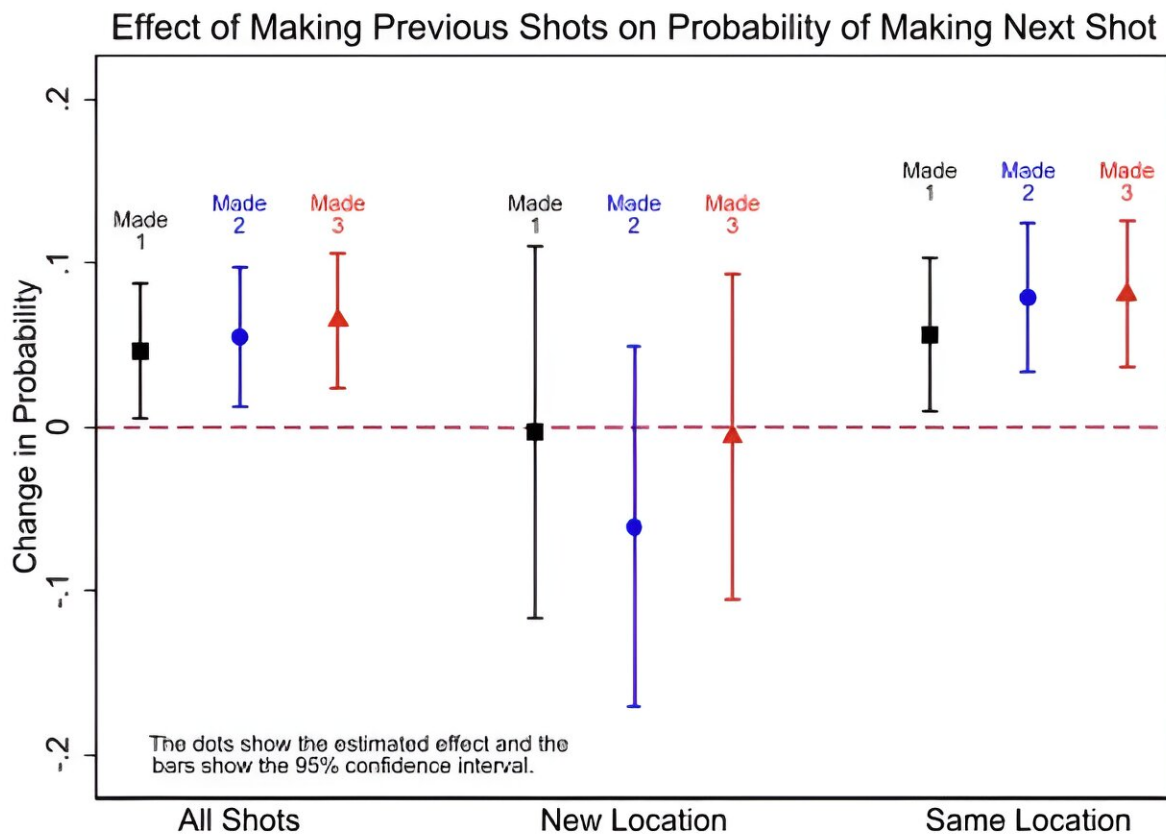 Effect of Making Previous Shots on Probability of Making Next Shot
Change in Probability
.2
.1
0
-.1
-.2
Made
1
Made
2
Made
3
Made
1
Made
2
Made
3
Made
1
Made
2
Made
3
The dots show the estimated effect and the
bars show the 95% confidence interval.
All Shots
New Location
Same Location